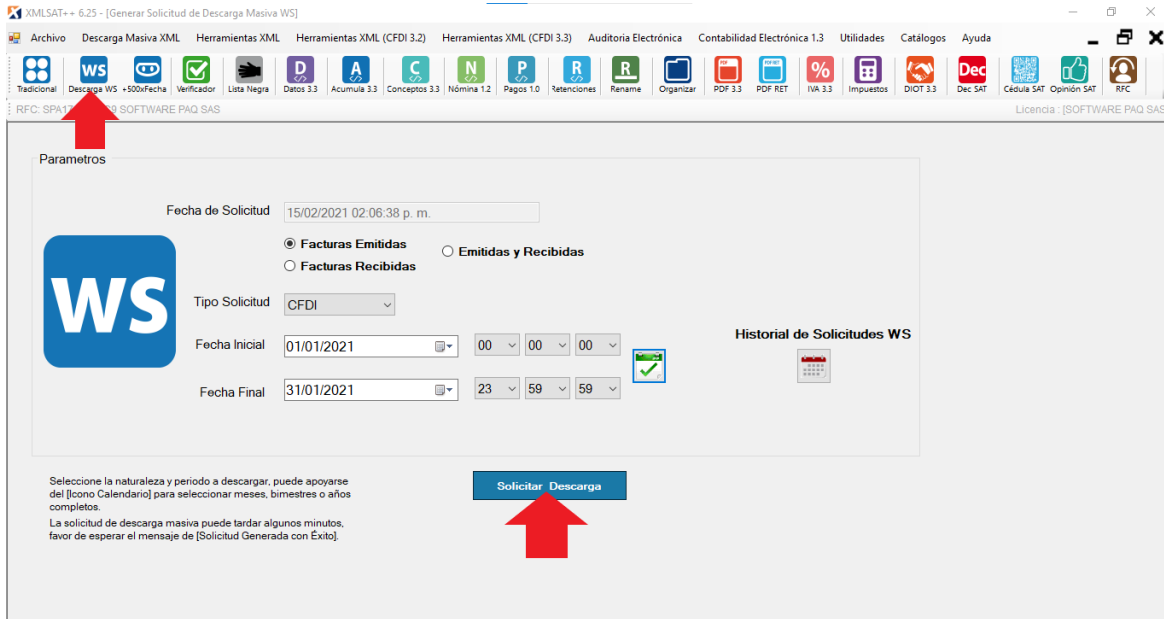 XMLSAT++ 6.25 - [Generar Solicitud de Descarga Masiva WS]
Archivo Descarga Masiva XML Herramientas XML Herramientas XML (CFDI 3.2) Herramientas XML (CFDI 3.3) Auditoria Electrónica Contabilidad Electrónica 1.3 Utilidades Catálogos Ayuda
WS D A C N P R R PDF PDF RET % Dec
Tradicional Descarga WS +500xFecha Verificador Lista Negra Datos 3.3 Acumula 3.3 Conceptos 3.3 Nómina 1.2 Pagos 1.0 Retenciones Rename Organizar PDF 3.3 PDF RET IVA 3.3 Impuestos DIOT 3.3 Dec SAT Cédula SAT Opinión SAT RFC
RFC: SOFTWARE PAQ SAS Licencia : [SOFTWARE PAQ SAS
Parametros
Fecha de Solicitud 15/02/2021 02:06:38 p. m.
Facturas Emitidas
Emitidas y Recibidas
Facturas Recibidas
WS
Tipo Solicitud CFDI
Historial de Solicitudes WS
Fecha Inicial 01/01/2021 00 00 00
Fecha Final 31/01/2021 23 59 59
Seleccione la naturaleza y periodo a descargar, puede apoyarse
del [Icono Calendario] para seleccionar meses, bimestres o años
completos.
La solicitud de descarga masiva puede tardar algunos minutos,
favor de esperar el mensaje de [Solicitud Generada con Éxito].
Solicitar Descarga